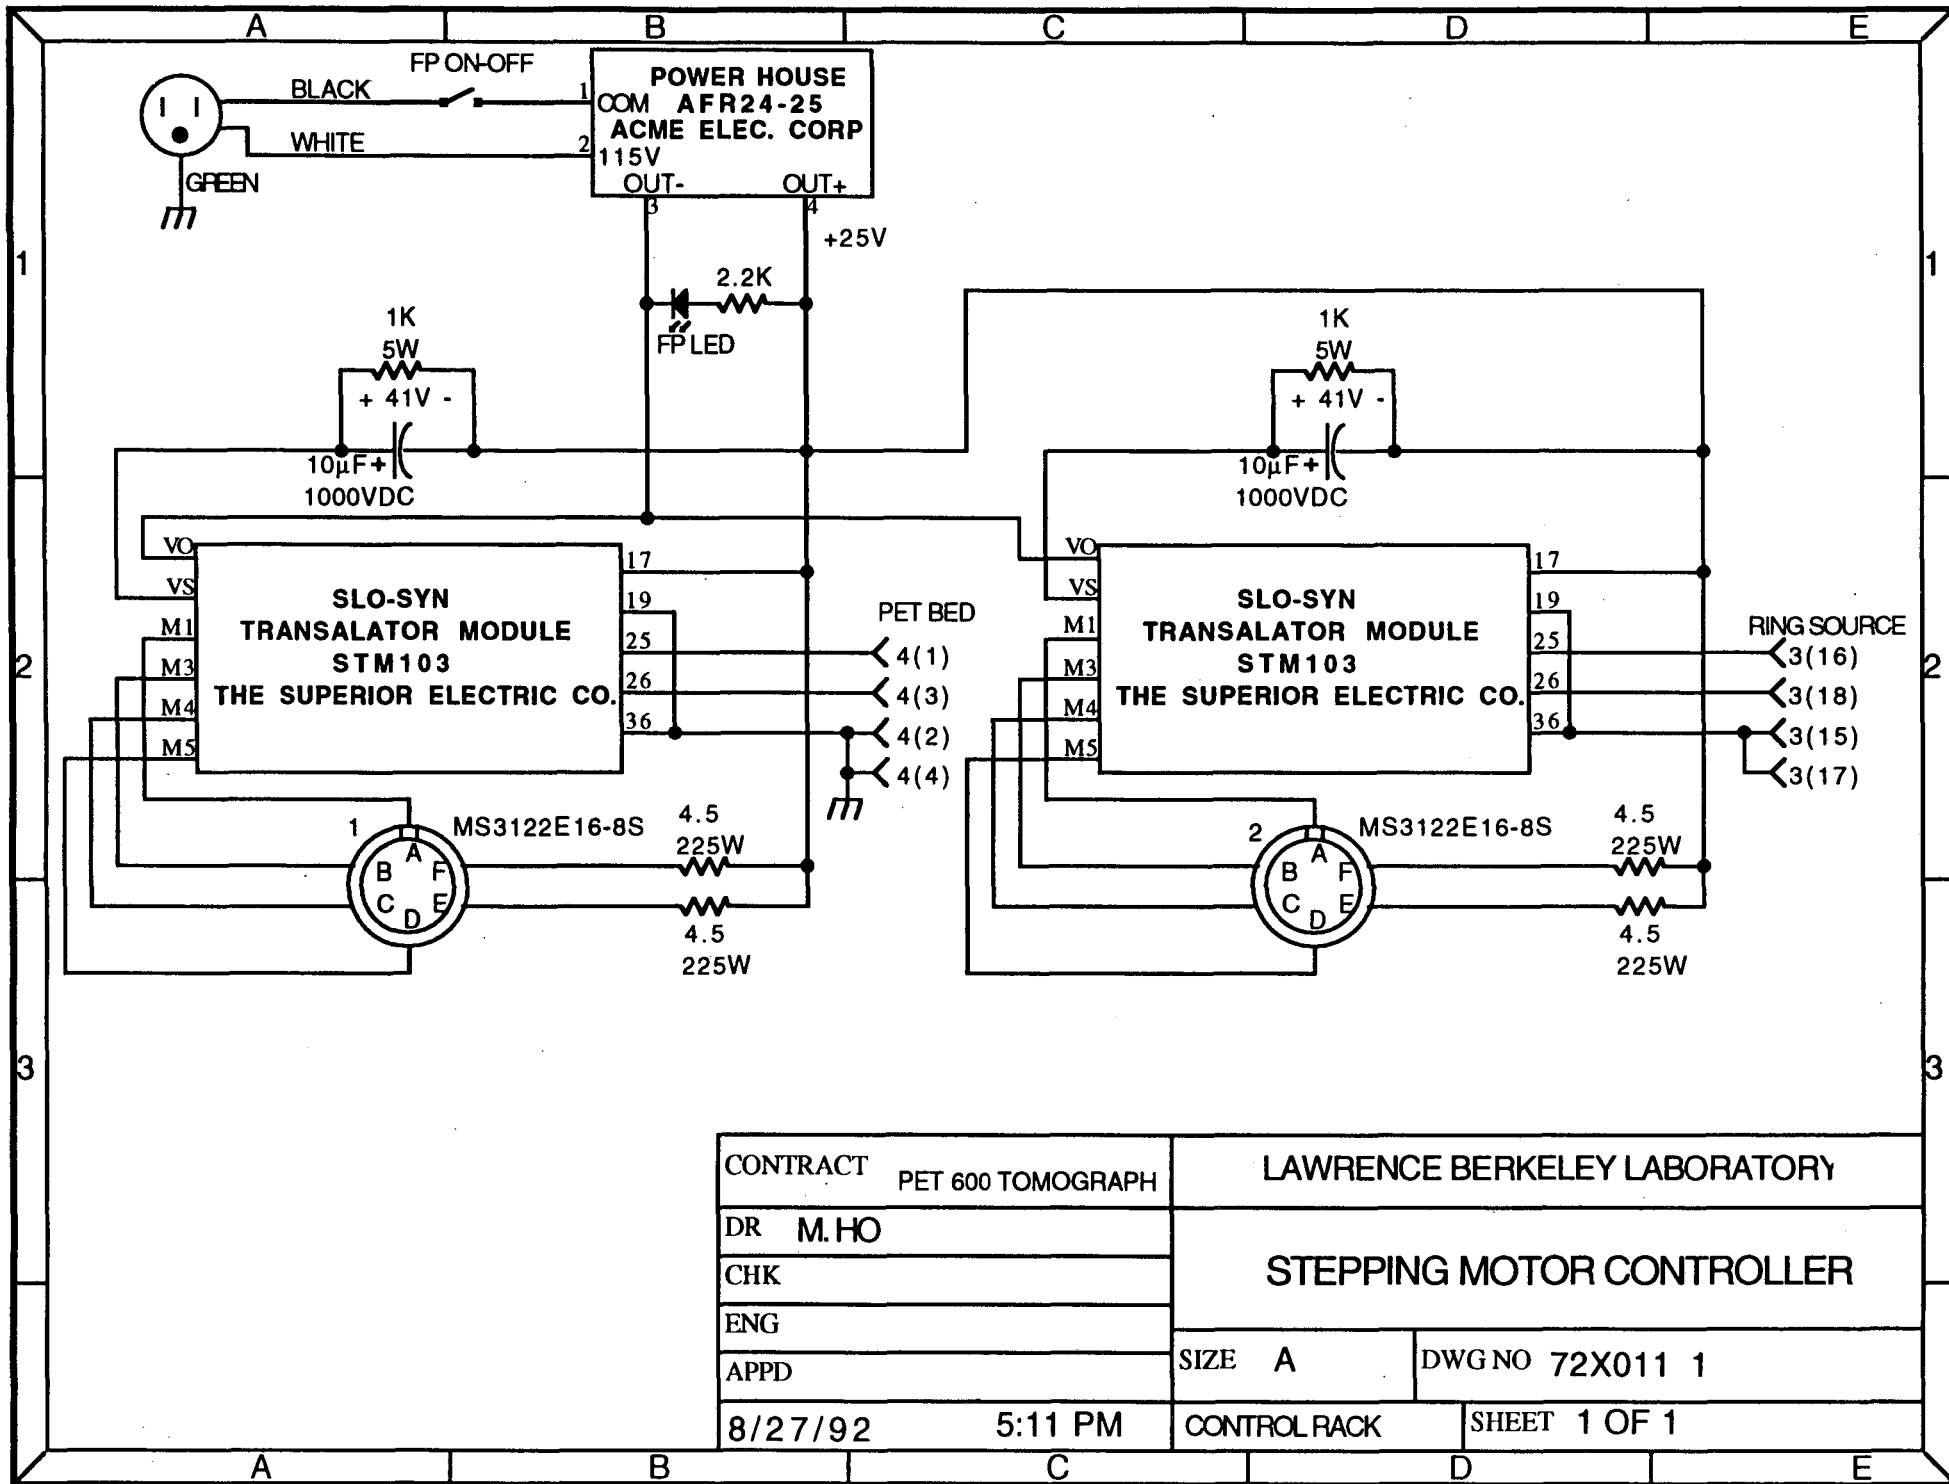 A B C D E
FP ON-OFF
BLACK
WHITE
GREEN
1
2
POWER HOUSE
COM AFR24-25
ACME ELEC. CORP
115V
OUT- OUT+
3 4
+25V
1 1
2.2K
FP LED
1K
5W
+ 41V -
10µF+
1000VDC
1K
5W
+ 41V -
10µF+
1000VDC
VO
VS
M1
M3
M4
M5
SLO-SYN
TRANSALATOR MODULE
STM103
THE SUPERIOR ELECTRIC CO.
17
19
25
26
36
PET BED
4(1)
4(3)
4(2)
4(4)
VO
VS
M1
M3
M4
M5
SLO-SYN
TRANSALATOR MODULE
STM103
THE SUPERIOR ELECTRIC CO.
17
19
25
26
36
RING SOURCE
3(16)
3(18)
3(15)
3(17)
2 2
1
MS3122E16-8S
A
B F
C E
D
4.5
225W
4.5
225W
2
MS3122E16-8S
A
B F
C E
D
4.5
225W
4.5
225W
3 3
CONTRACT PET 600 TOMOGRAPH
DR M. HO
CHK
ENG
APPD
8/27/92 5:11 PM
LAWRENCE BERKELEY LABORATORY
STEPPING MOTOR CONTROLLER
SIZE A
DWG NO 72X011 1
CONTROL RACK
SHEET 1 OF 1
A B C D E